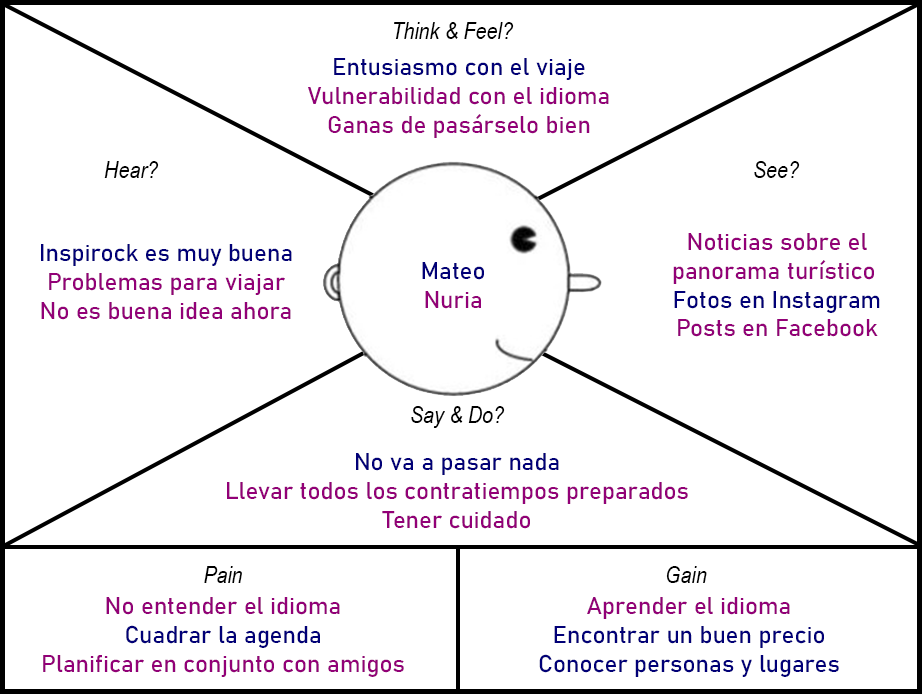 Think & Feel?
Entusiasmo con el viaje
Vulnerabilidad con el idioma
Ganas de pasárselo bien
Hear?
Inspirock es muy buena
Problemas para viajar
No es buena idea ahora
Mateo
Nuria
See?
Noticias sobre el
panorama turístico
Fotos en Instagram
Posts en Facebook
Say & Do?
No va a pasar nada
Llevar todos los contratiempos preparados
Tener cuidado
Pain
No entender el idioma
Cuadrar la agenda
Planificar en conjunto con amigos
Gain
Aprender el idioma
Encontrar un buen precio
Conocer personas y lugares